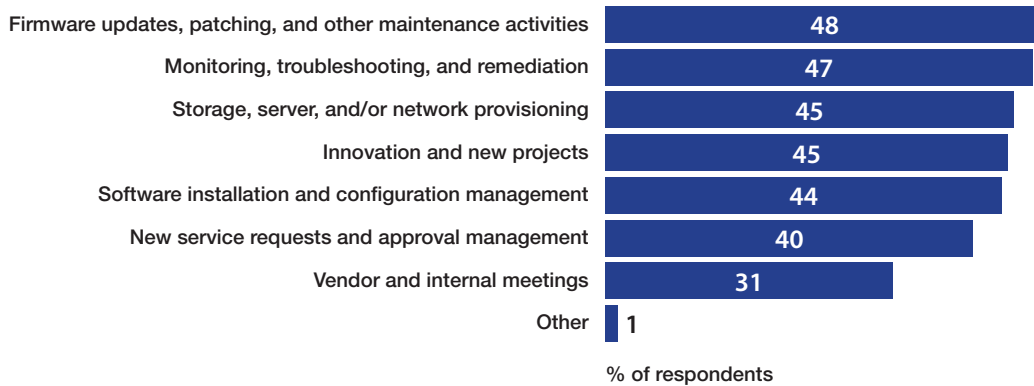 Firmware updates, patching, and other maintenance activities 48
Monitoring, troubleshooting, and remediation 47
Storage, server, and/or network provisioning 45
Innovation and new projects 45
Software installation and configuration management 44
New service requests and approval management 40
Vendor and internal meetings 31
Other 1
% of respondents